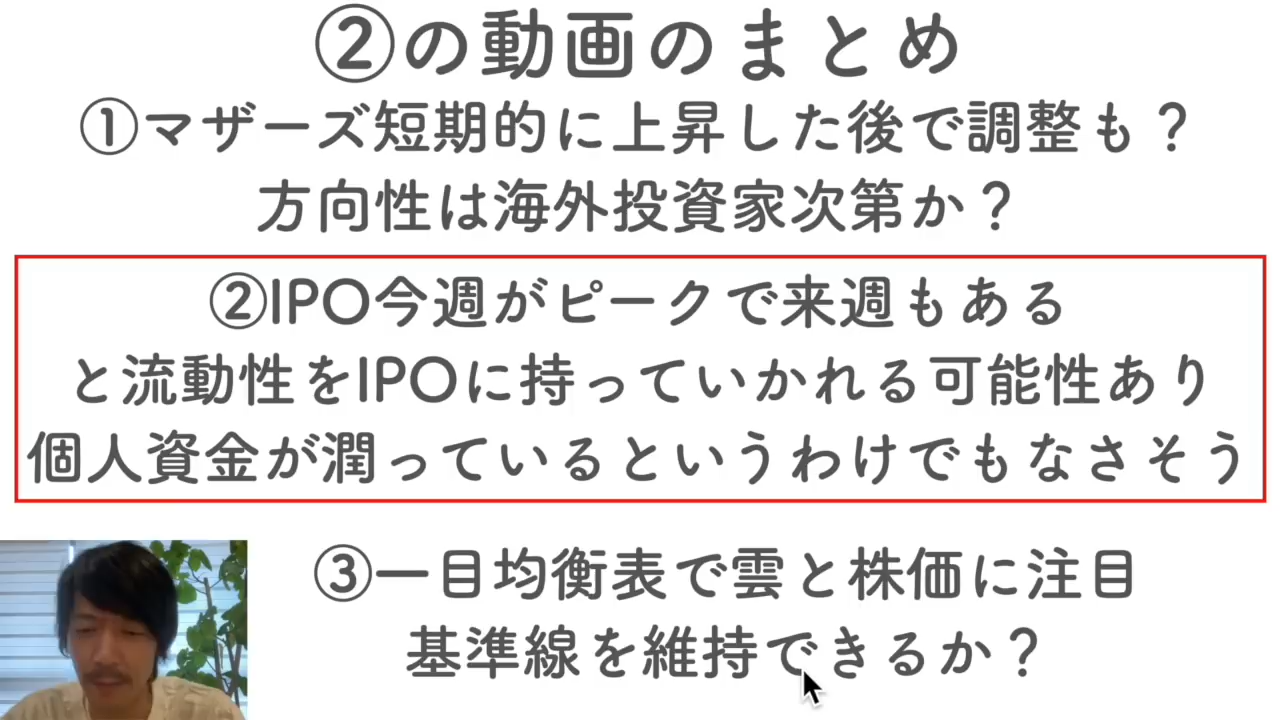 ②の動画のまとめ
①マザーズ短期的に上昇した後で調整も？
方向性は海外投資家次第か？
②IPO今週がピークで来週もある
と流動性をIPOに持っていかれる可能性あり
個人資金が潤っているというわけでもなさそう
③一目均衡表で雲と株価に注目
基準線を維持できるか？